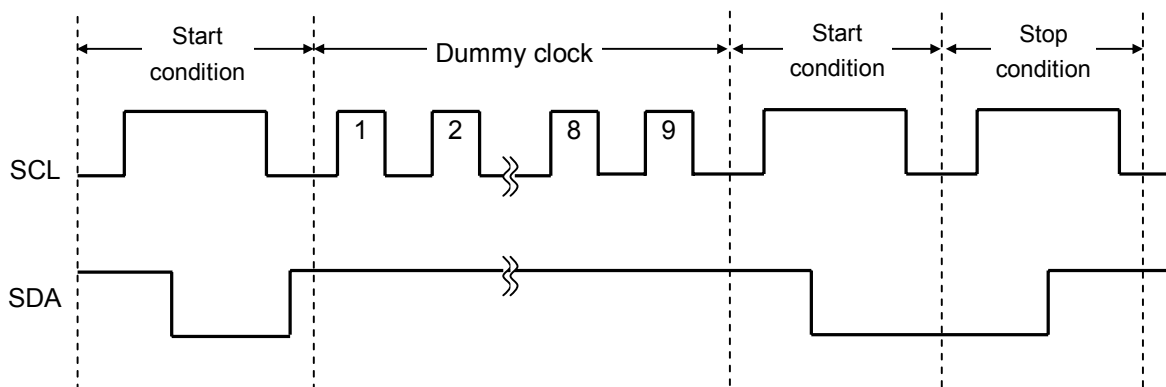 Start
condition
Dummy clock
Start
condition
Stop
condition
SCL
1 2 8 9
SDA